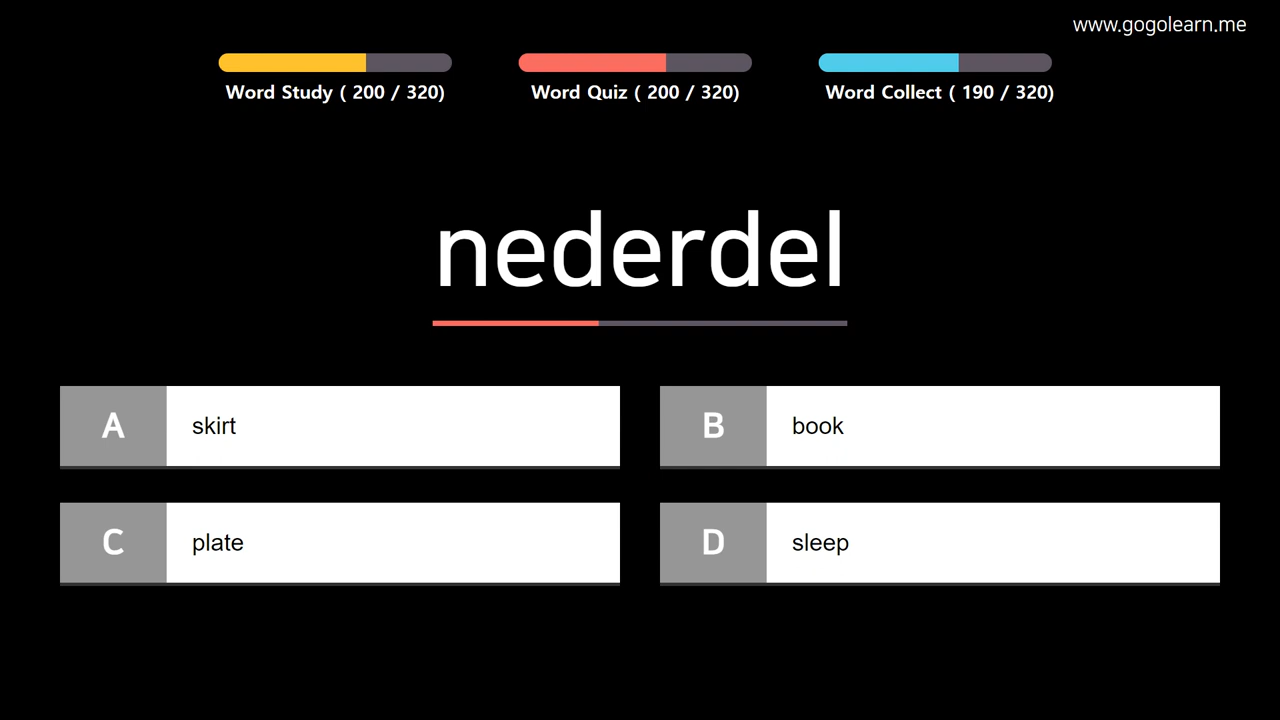 www.gogolearn.me
Word Study ( 200 / 320)
Word Quiz ( 200 / 320)
Word Collect ( 190 / 320)
nederdel
A skirt
B book
C plate
D sleep